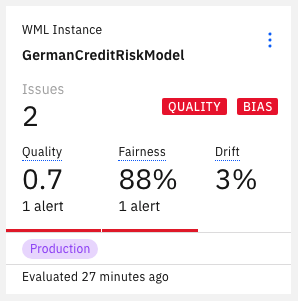 WML Instance
GermanCreditRiskModel
Issues
2
QUALITY BIAS
Quality Fairness Drift
0.7 88% 3%
1 alert 1 alert
Production
Evaluated 27 minutes ago